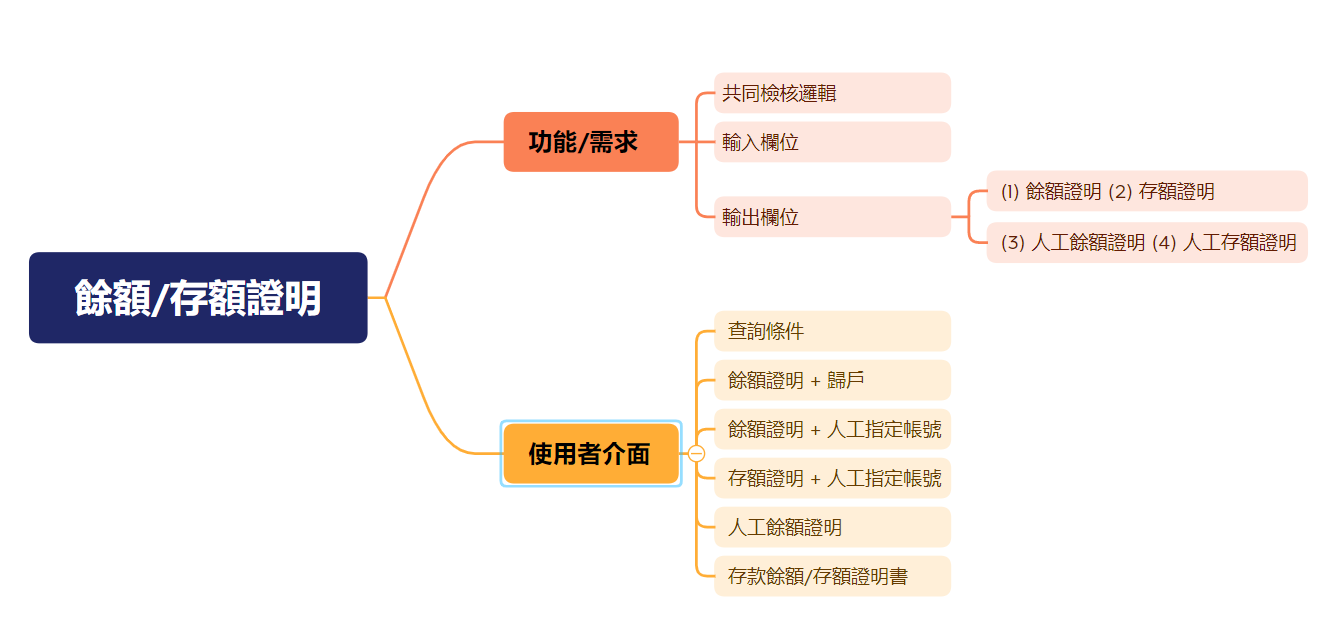 餘額/存額證明
功能/需求
共同檢核邏輯
輸入欄位
輸出欄位
(1) 餘額證明 (2) 存額證明
(3) 人工餘額證明 (4) 人工存額證明
使用者介面
查詢條件
餘額證明 + 歸戶
餘額證明 + 人工指定帳號
存額證明 + 人工指定帳號
人工餘額證明
存款餘額/存額證明書